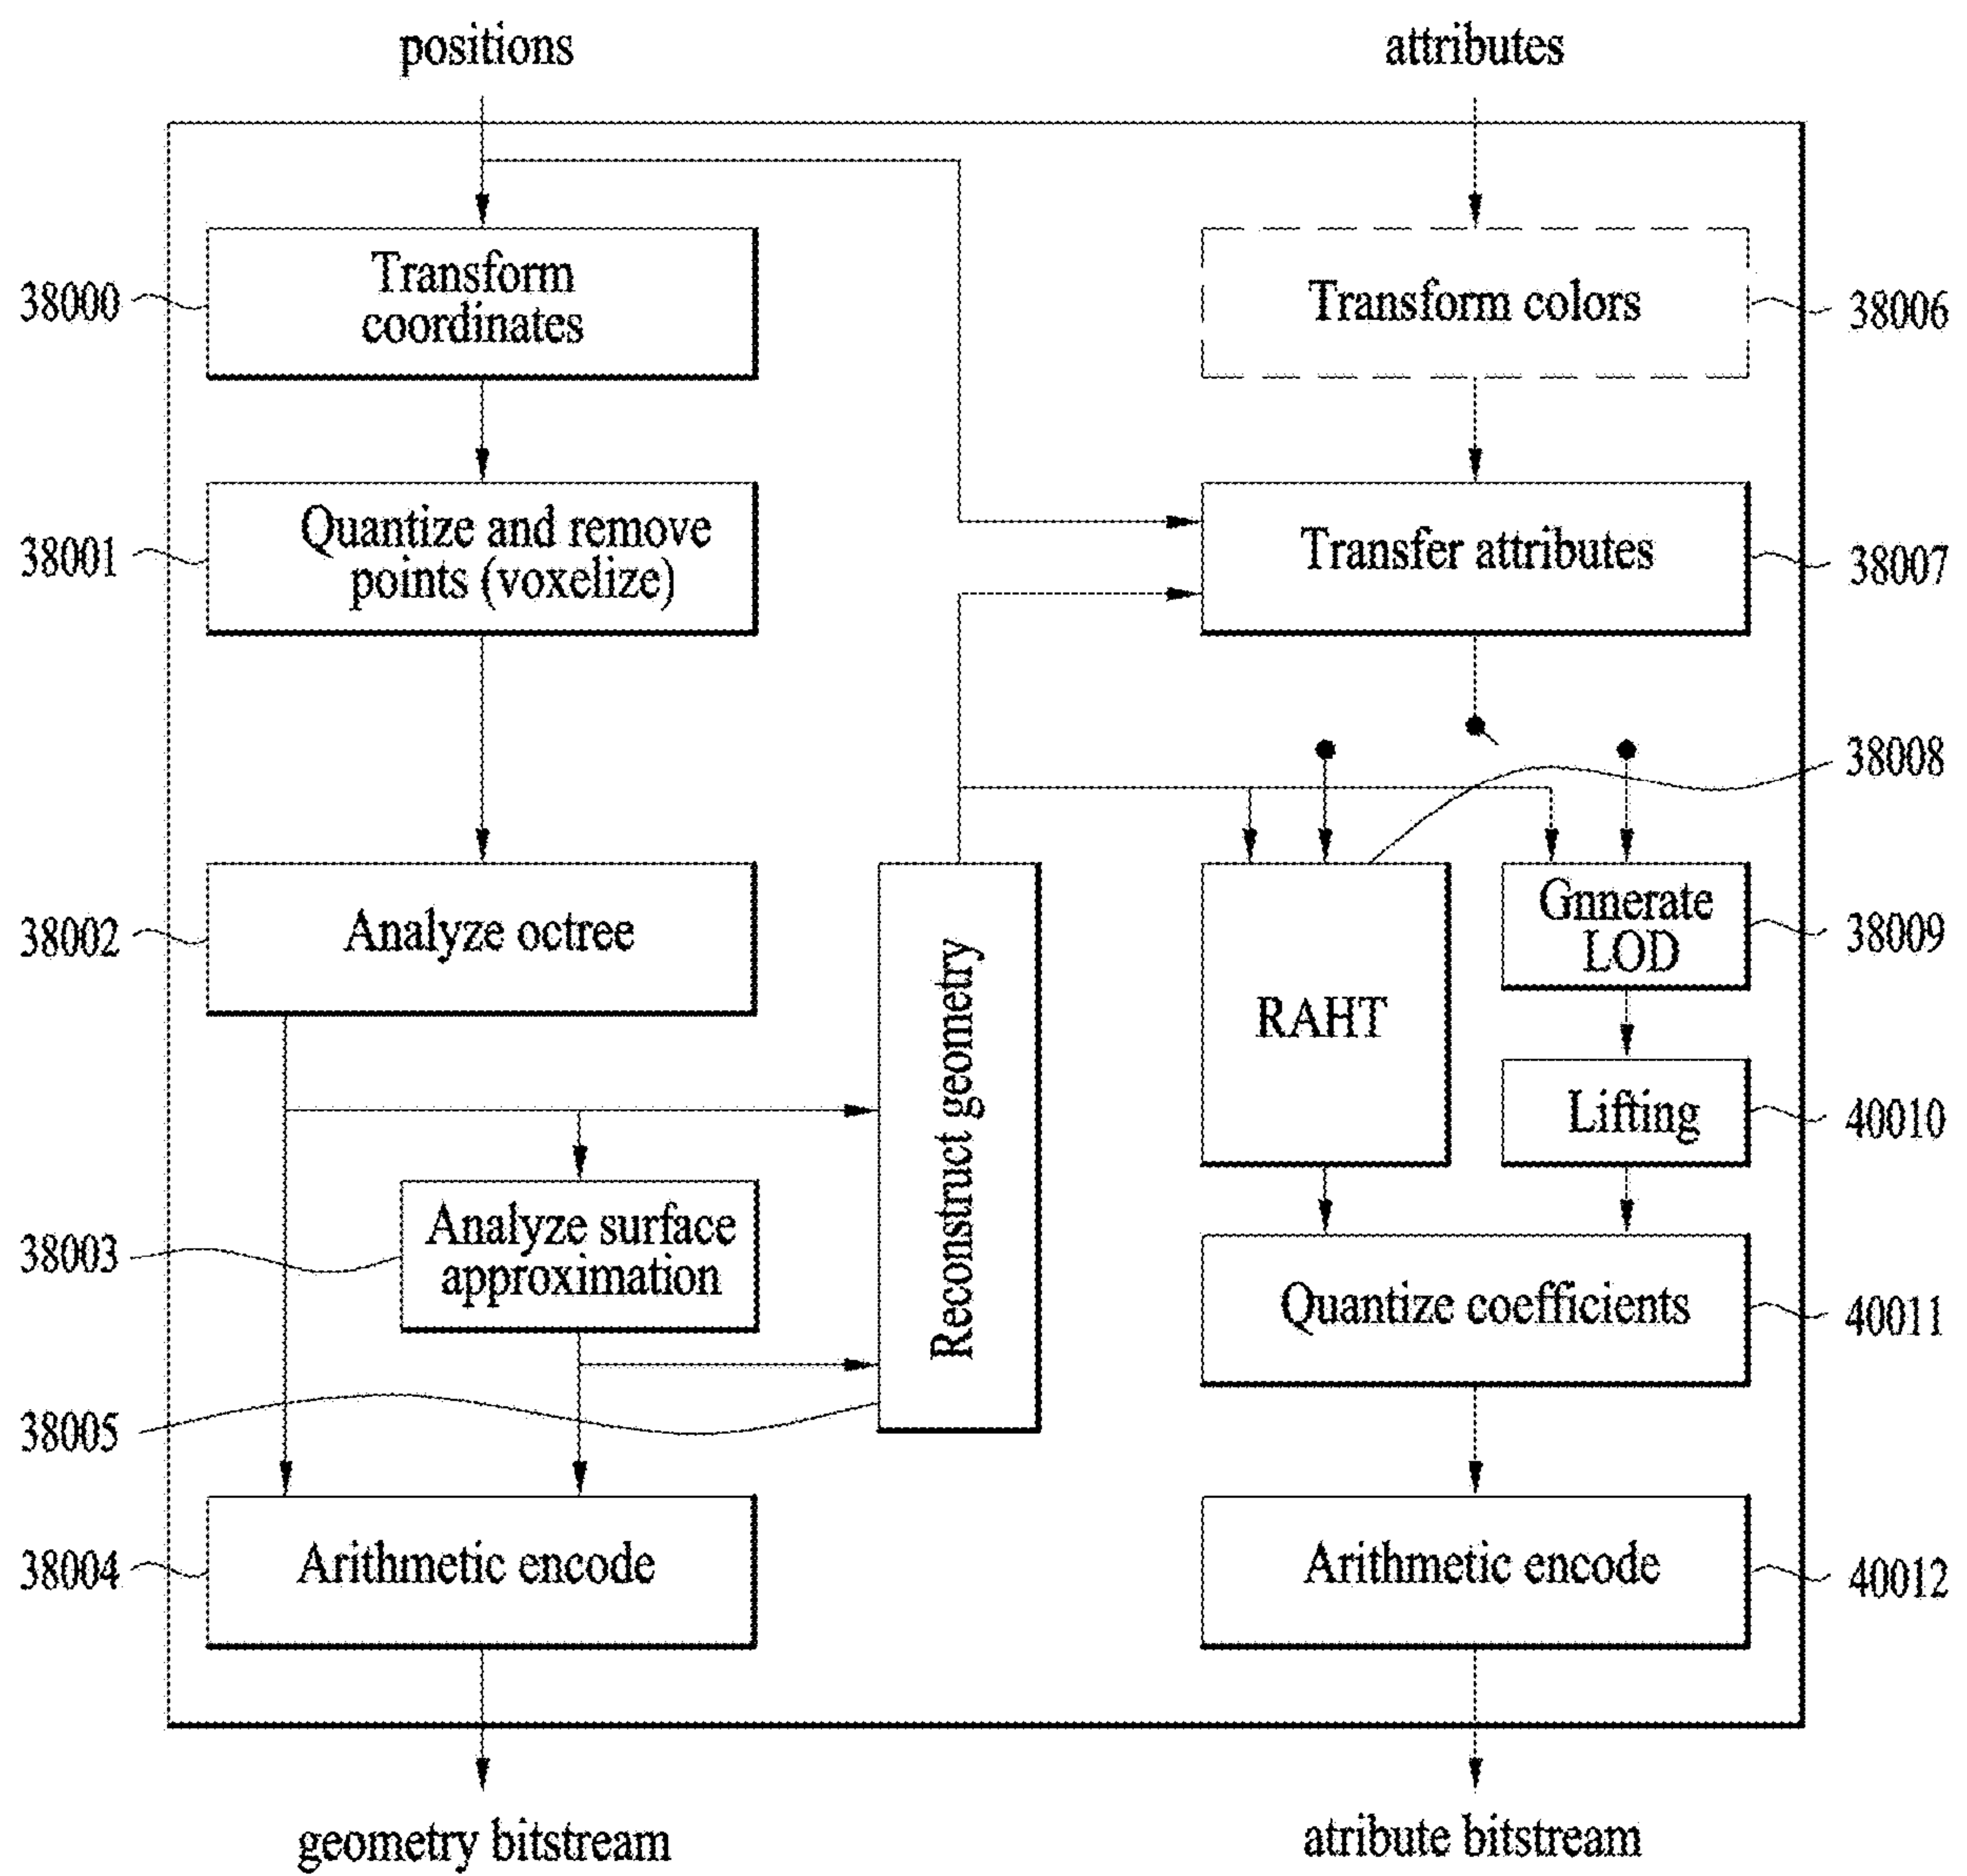 positions
attributes
Transform
coordinates
38000
Transform colors
38006
Quantize and remove
points (voxelize)
38001
Transfer attributes
38007
38008
Analyze octree
38002
Reconstruct geometry
RAHT
Gnnerate
LOD
38009
Lifting
40010
Analyze surface
approximation
38003
Quantize coefficients
40011
38005
Arithmetic encode
38004
Arithmetic encode
40012
geometry bitstream
atribute bitstream